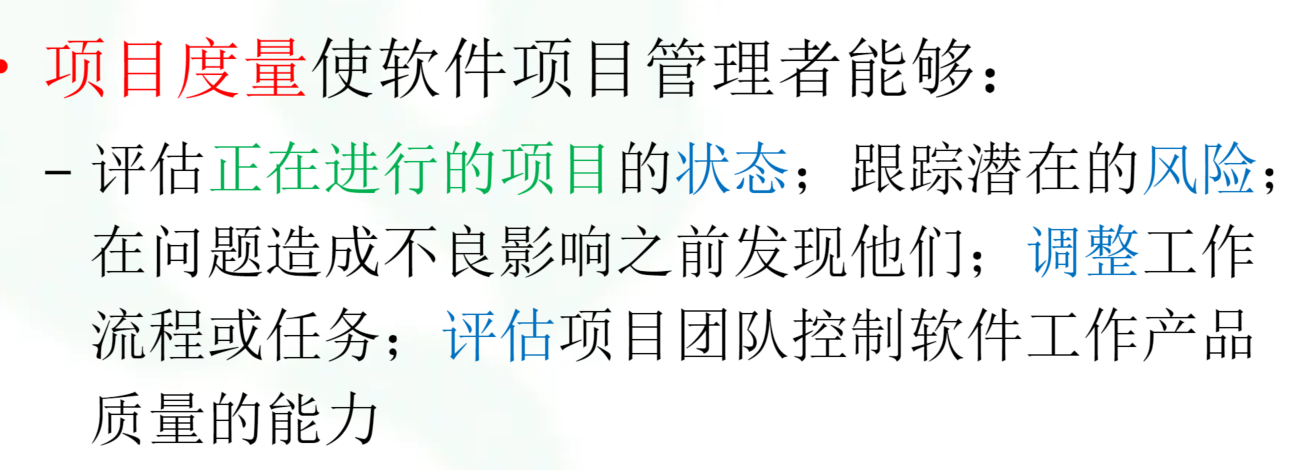 • 项目度量使软件项目管理者能够：
– 评估正在进行的项目的状态；跟踪潜在的风险；
在问题造成不良影响之前发现他们；调整工作
流程或任务；评估项目团队控制软件工作产品
质量的能力